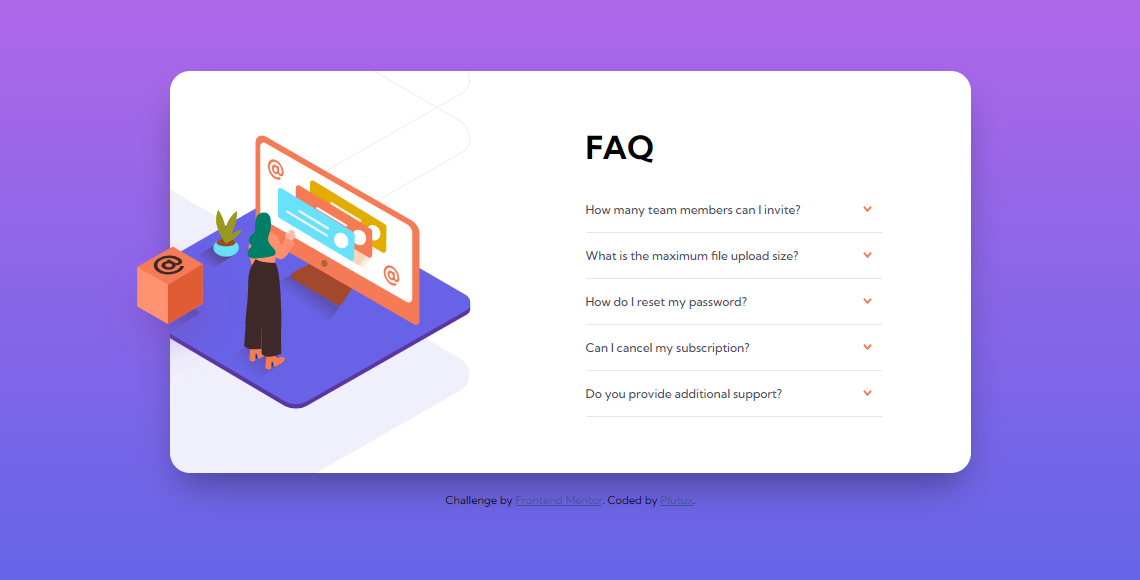 FAQ
How many team members can I invite?
What is the maximum file upload size?
How do I reset my password?
Can I cancel my subscription?
Do you provide additional support?
@
@
@
Challenge by Frontend Mentor. Coded by Plutux.